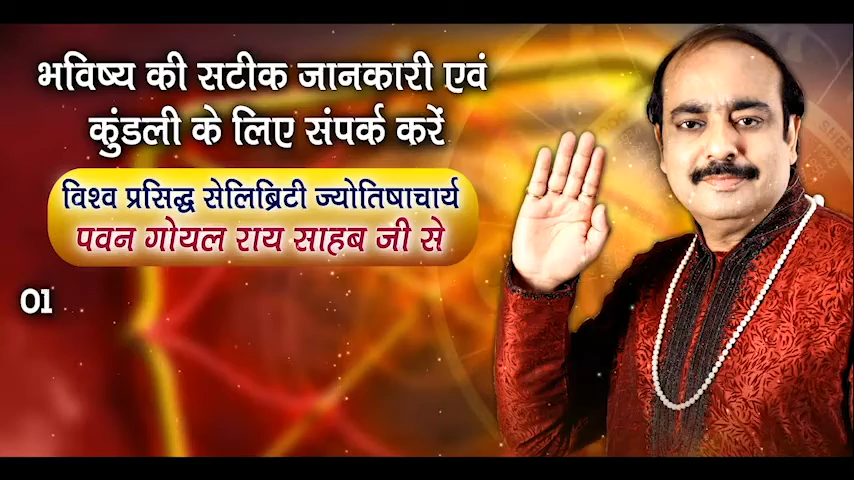 भविष्य की सटीक जानकारी एवं
कुंडली के लिए संपर्क करें
विश्व प्रसिद्ध सेलिब्रिटी ज्योतिषाचार्य
पवन गोयल राय साहब जी से
01